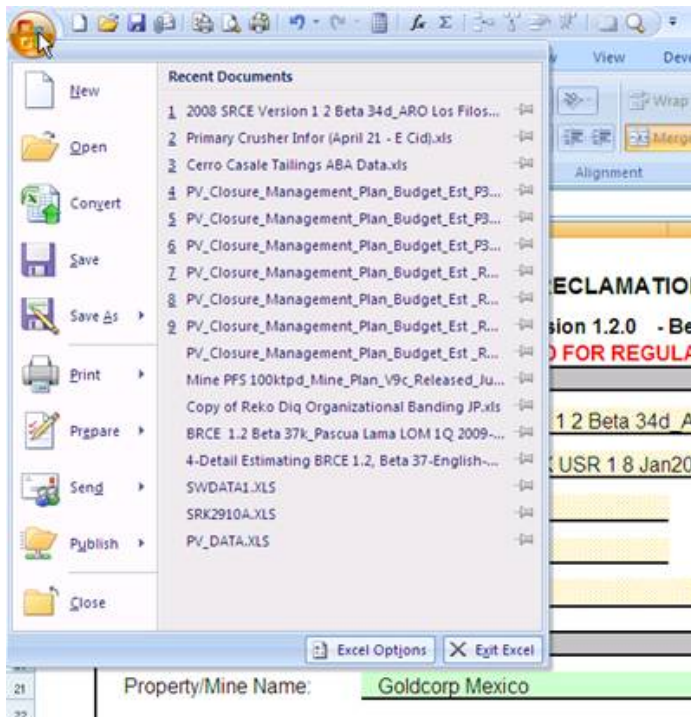 View Deve
Wrap
Merge
Alignment
New
Open
Convert
Save
Save As
Print
Prepare
Send
Publish
Close
Recent Documents
1 2008 SRCE Version 1 2 Beta 34d_ARO Los Filos...
2 Primary Crusher Infor (April 21 - E Cid).xls
3 Cerro Casale Tailings ABA Data.xls
4 PV_Closure_Management_Plan_Budget_Est_P3...
5 PV_Closure_Management_Plan_Budget_Est_P3...
6 PV_Closure_Management_Plan_Budget_Est_P3...
7 PV_Closure_Management_Plan_Budget_Est _R...
8 PV_Closure_Management_Plan_Budget_Est _R...
9 PV_Closure_Management_Plan_Budget_Est _R...
PV_Closure_Management_Plan_Budget_Est _R...
Mine PFS 100ktpd_Mine_Plan_V9c_Released_Ju...
Copy of Reko Diq Organizational Banding JP.xls
BRCE 1.2 Beta 37k_Pascua Lama LOM 1Q 2009-...
4-Detail Estimating BRCE 1.2, Beta 37-English-...
SWDATA1.XLS
SRK2910A.XLS
PV_DATA.XLS
Excel Options Exit Excel
ECLAMATION
sion 1.2.0 - Be
FOR REGULA
1 2 Beta 34d_A
USR 1 8 Jan20
21 Property/Mine Name: Goldcorp Mexico
22